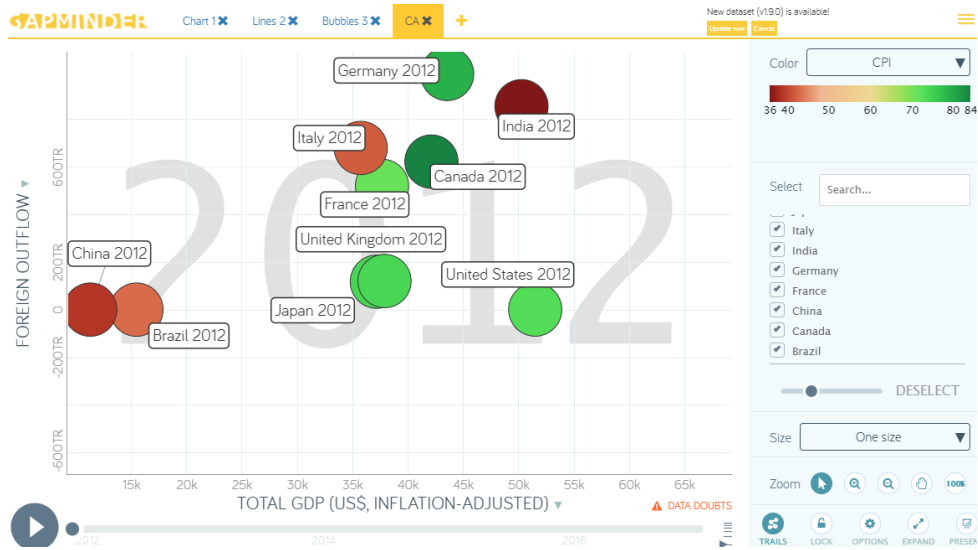 GAPMINDER
Chart 1 ✖ Lines 2 ✖ Bubbles 3 ✖ CA ✖ +
New dataset (v1.9.0) is available!
Update now Cancel
Color CPI ▼
36 40 50 60 70 80 84
Select Search...
Italy
India
Germany
France
China
Canada
Brazil
DESELECT
Size One size ▼
Zoom 100%
TRAILS LOCK OPTIONS EXPAND PRESEN
FOREIGN OUTFLOW ▼
600TR
200TR
0
-200TR
-600TR
2012
Germany 2012
India 2012
Italy 2012
Canada 2012
France 2012
United Kingdom 2012
China 2012
United States 2012
Japan 2012
Brazil 2012
15k 20k 25k 30k 35k 40k 45k 50k 55k 60k 65k
TOTAL GDP (US$, INFLATION-ADJUSTED) ▼
DATA DOUBTS
2012 2014 2016